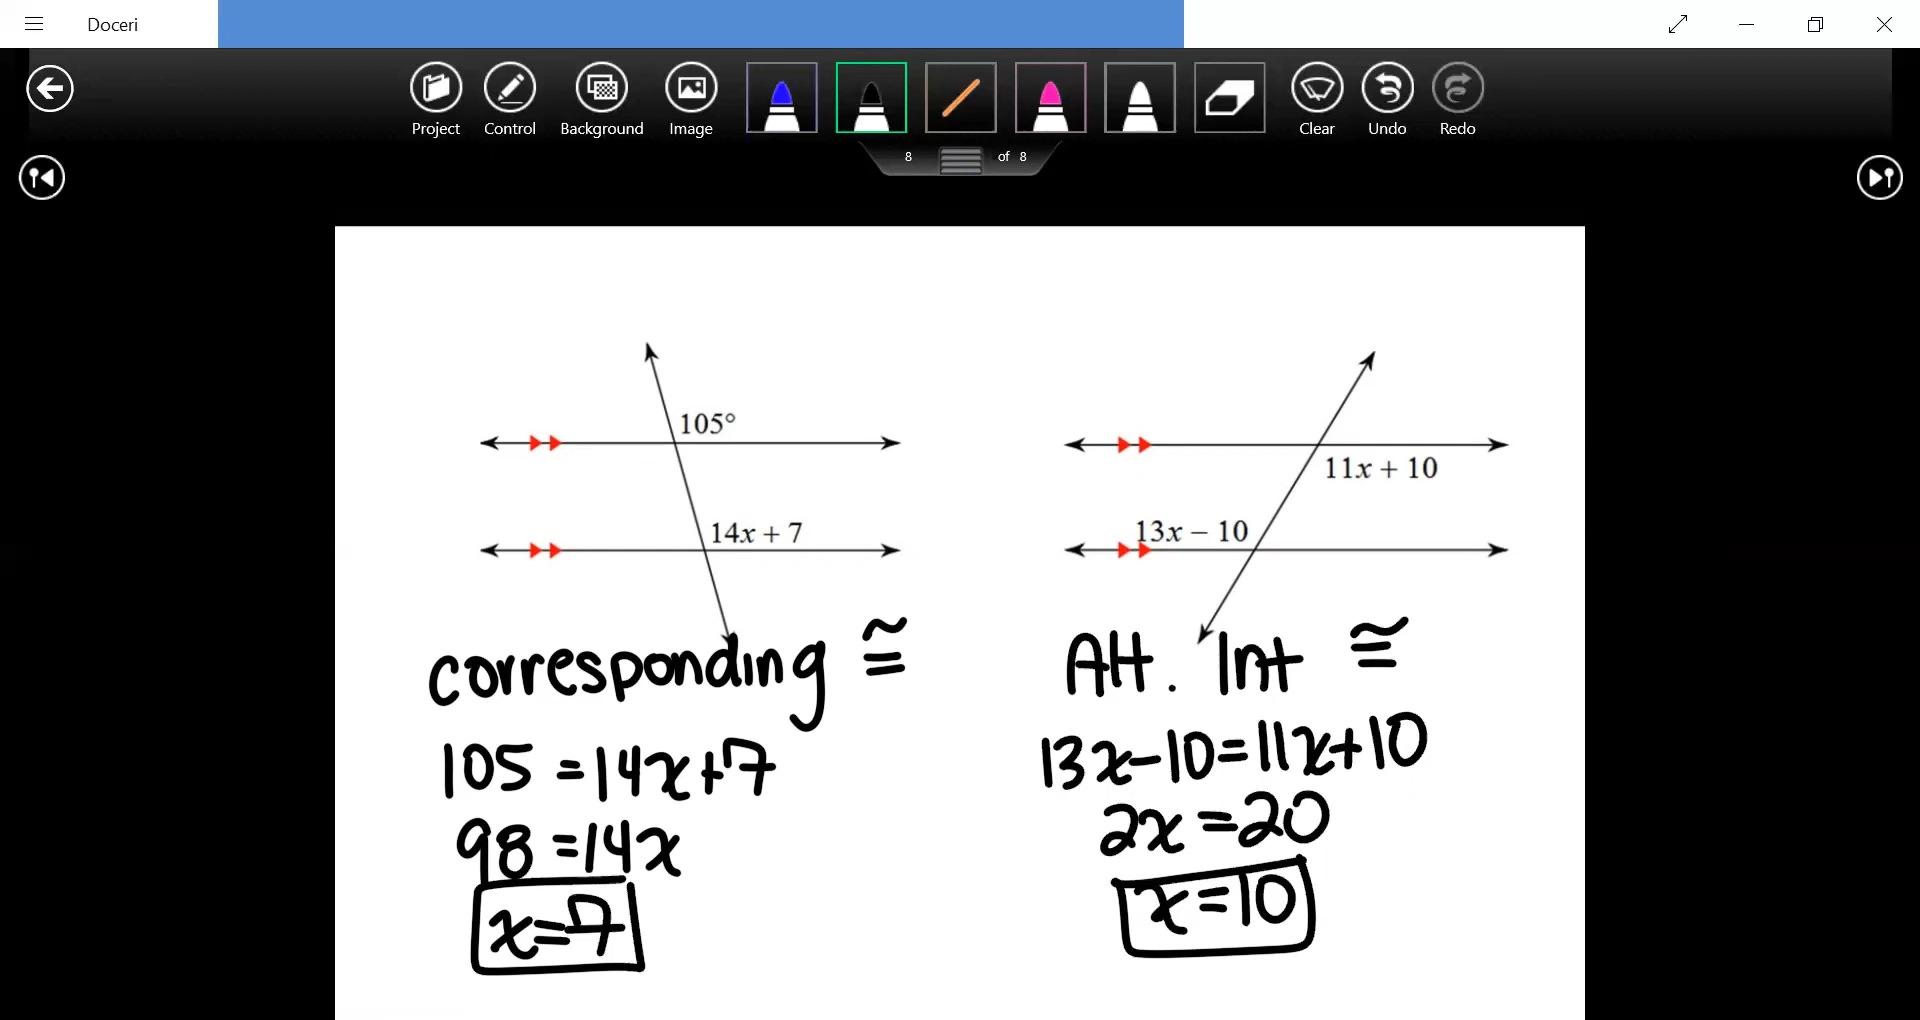 Doceri
Project Control Background Image Clear Undo Redo
8 of 8
105°
14x + 7
11x + 10
13x − 10
corresponding ≅
105 = 14x+7
98 = 14x
x=7
Alt. Int ≅
13x−10=11x+10
2x=20
x=10